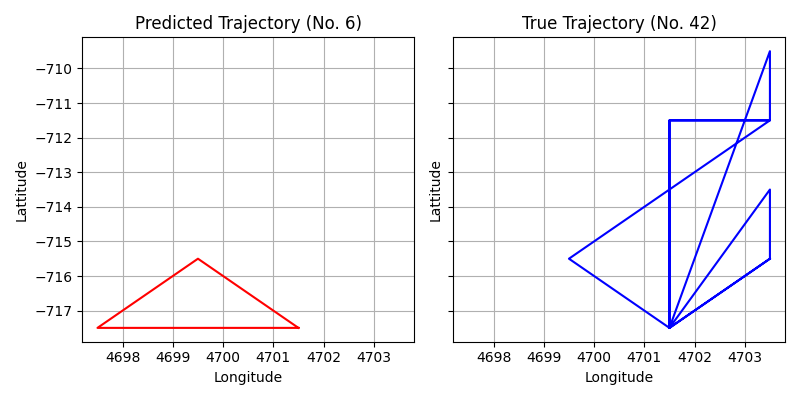 Predicted Trajectory (No. 6)
Lattitude
−710
−711
−712
−713
−714
−715
−716
−717
4698 4699 4700 4701 4702 4703
Longitude
True Trajectory (No. 42)
Lattitude
4698 4699 4700 4701 4702 4703
Longitude